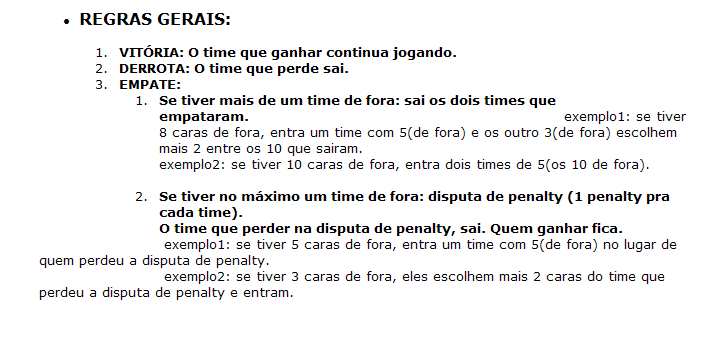 • REGRAS GERAIS:
1. VITÓRIA: O time que ganhar continua jogando.
2. DERROTA: O time que perde sai.
3. EMPATE:
1. Se tiver mais de um time de fora: sai os dois times que
empataram. exemplo1: se tiver
8 caras de fora, entra um time com 5(de fora) e os outro 3(de fora) escolhem
mais 2 entre os 10 que sairam.
exemplo2: se tiver 10 caras de fora, entra dois times de 5(os 10 de fora).
2. Se tiver no máximo um time de fora: disputa de penalty (1 penalty pra
cada time).
O time que perder na disputa de penalty, sai. Quem ganhar fica.
exemplo1: se tiver 5 caras de fora, entra um time com 5(de fora) no lugar de
quem perdeu a disputa de penalty.
exemplo2: se tiver 3 caras de fora, eles escolhem mais 2 caras do time que
perdeu a disputa de penalty e entram.